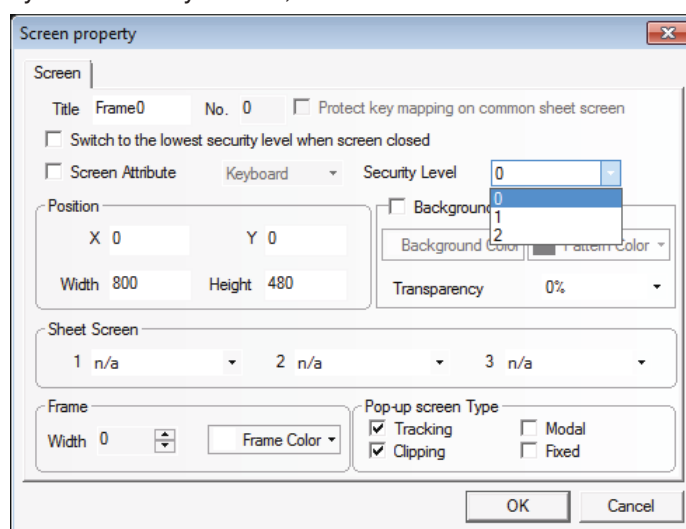 Screen property
Screen
Title Frame0 No. 0 Protect key mapping on common sheet screen
Switch to the lowest security level when screen closed
Screen Attribute Keyboard Security Level 0
0
1
2
Position
X 0 Y 0
Width 800 Height 480
Background
Background Color Pattern Color
Transparency 0%
Sheet Screen
1 n/a 2 n/a 3 n/a
Frame
Width 0 Frame Color
Pop-up screen Type
Tracking Modal
Clipping Fixed
OK Cancel